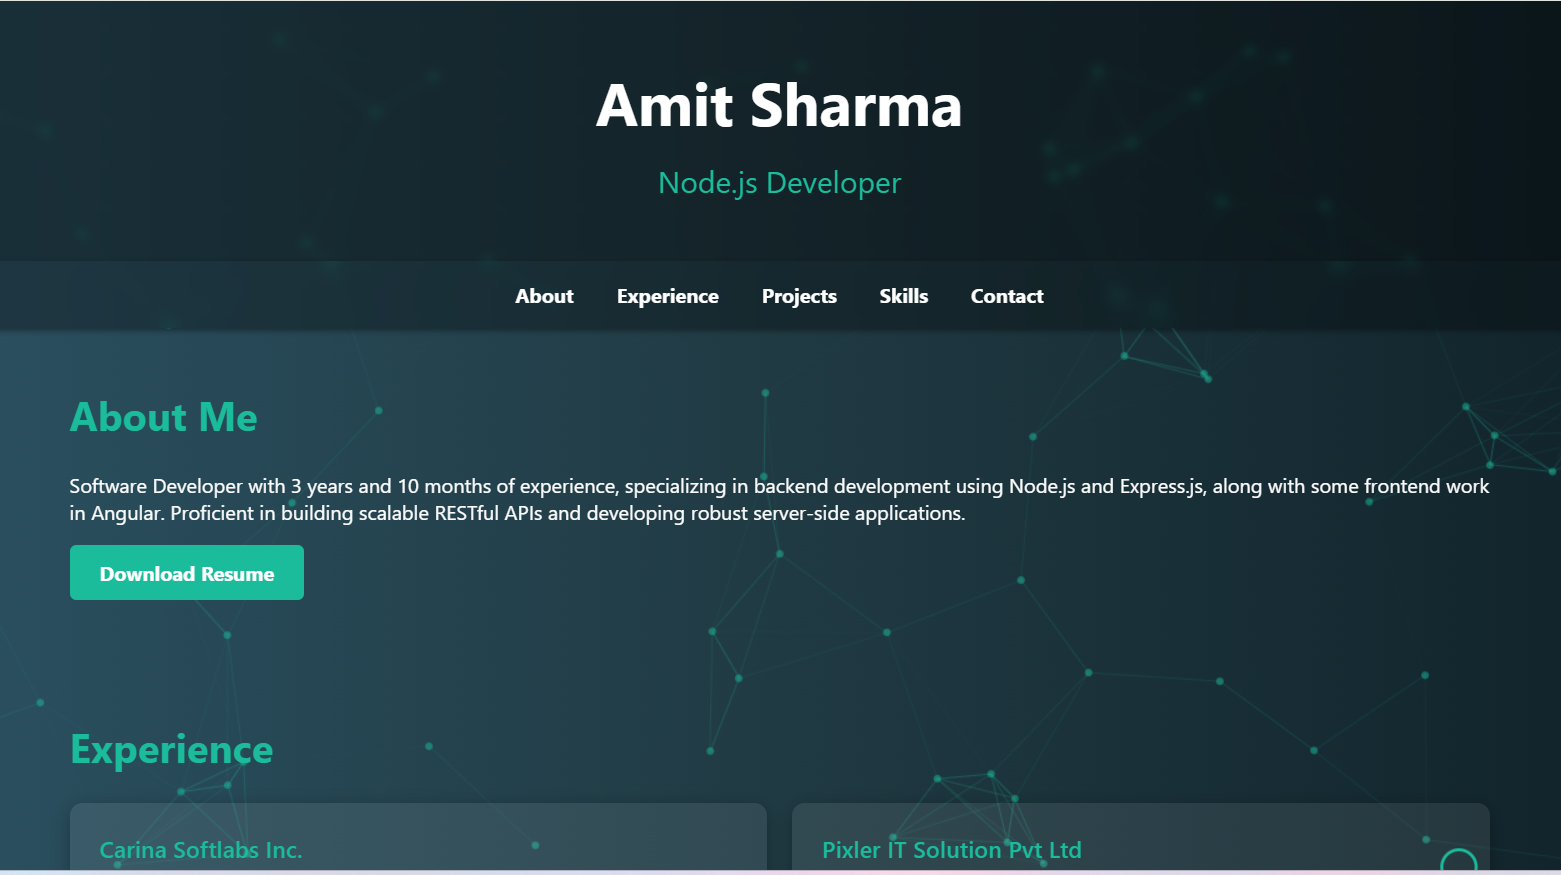 Amit Sharma
Node.js Developer
About Experience Projects Skills Contact
About Me
Software Developer with 3 years and 10 months of experience, specializing in backend development using Node.js and Express.js, along with some frontend work
in Angular. Proficient in building scalable RESTful APIs and developing robust server-side applications.
Download Resume
Experience
Carina Softlabs Inc.
Pixler IT Solution Pvt Ltd